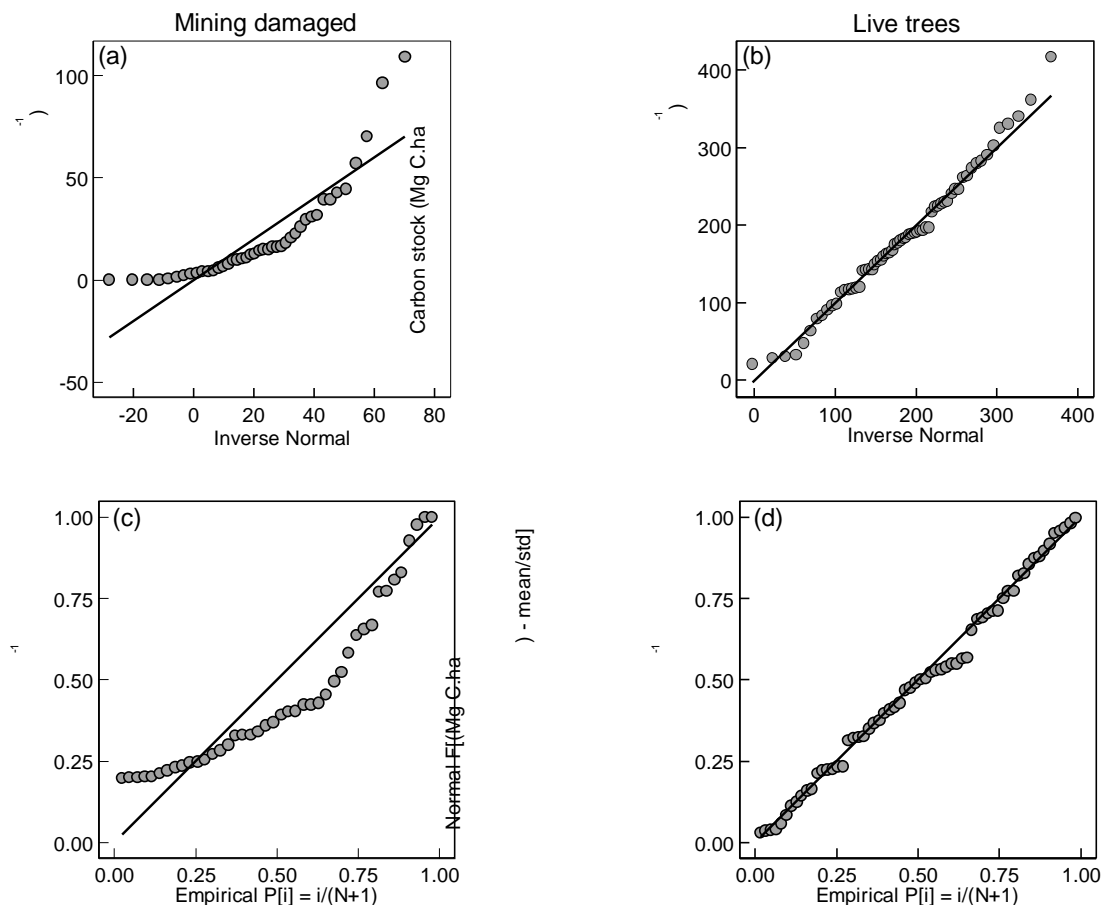 Mining damaged
Live trees
(a)
(b)
100
50
0
-50
-1 )
Carbon stock (Mg C.ha
-20 0 20 40 60 80
Inverse Normal
400
300
200
100
0
-1 )
0 100 200 300 400
Inverse Normal
(c)
(d)
1.00
0.75
0.50
0.25
0.00
-1
Normal F[(Mg C.ha
) - mean/std]
0.00 0.25 0.50 0.75 1.00
Empirical P[i] = i/(N+1)
1.00
0.75
0.50
0.25
0.00
-1
0.00 0.25 0.50 0.75 1.00
Empirical P[i] = i/(N+1)